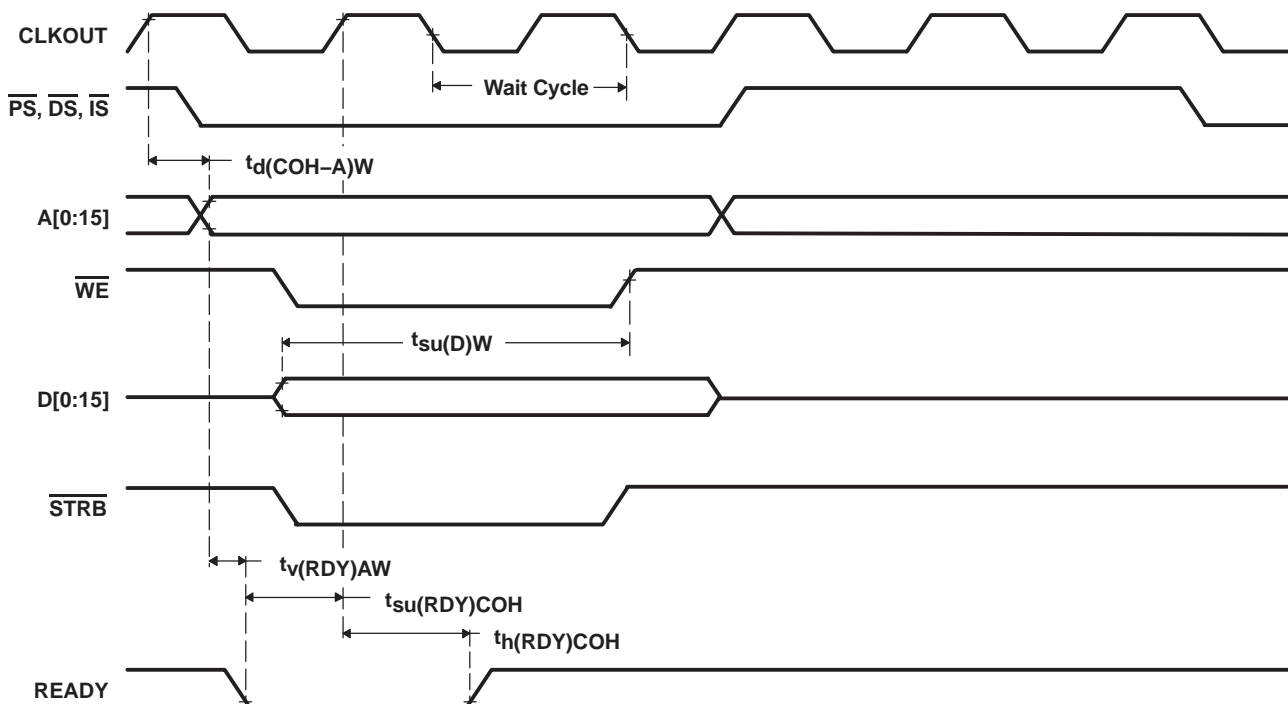 CLKOUT
Wait Cycle
PS, DS, IS
td(COH–A)W
A[0:15]
WE
tsu(D)W
D[0:15]
STRB
tv(RDY)AW
tsu(RDY)COH
th(RDY)COH
READY